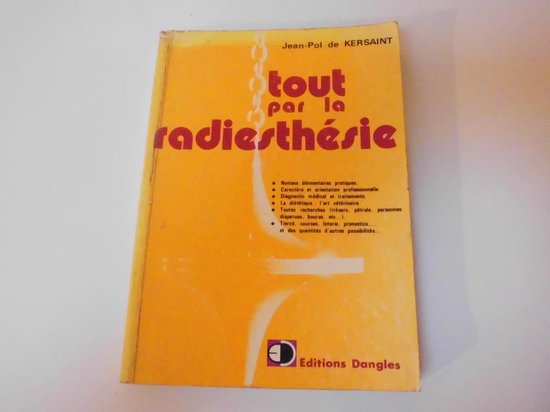 Jean-Pol de KERSAINT
tout
par la
radiesthésie
● Notions élémentaires pratiques.
● Caractère et orientation professionnelle.
● Diagnostic médical et traitements.
● La diététique ; l'art vétérinaire.
● Toutes recherches (trésors, pétrole, personnes
disparues, bourse, etc...).
● Tiercé, courses, loterie, pronostics...
et des quantités d'autres possibilités...
Editions Dangles